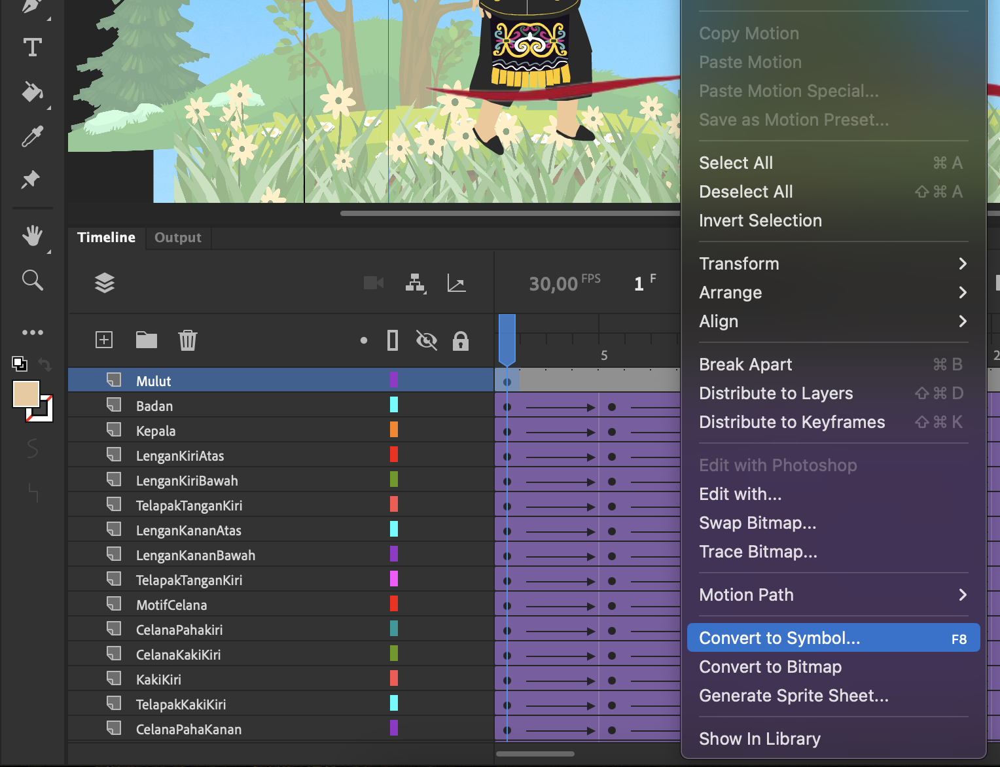 Copy Motion
Paste Motion
Paste Motion Special...
Save as Motion Preset...
Select All ⌘ A
Deselect All ⇧ ⌘ A
Invert Selection
Transform
Arrange
Align
Break Apart ⌘ B
Distribute to Layers ⇧ ⌘ D
Distribute to Keyframes ⇧ ⌘ K
Edit with Photoshop
Edit with...
Swap Bitmap...
Trace Bitmap...
Motion Path
Convert to Symbol... F8
Convert to Bitmap
Generate Sprite Sheet...
Show In Library
Timeline Output
30,00 FPS 1 F
5
2
Mulut
Badan
Kepala
LenganKiriAtas
LenganKiriBawah
TelapakTanganKiri
LenganKananAtas
LenganKananBawah
TelapakTanganKiri
MotifCelana
CelanaPahakiri
CelanaKakiKiri
KakiKiri
TelapakKakiKiri
CelanaPahaKanan